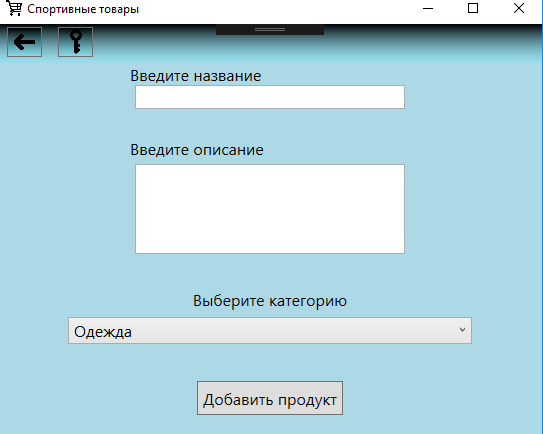 Спортивные товары
Введите название
Введите описание
Выберите категорию
Одежда
Добавить продукт